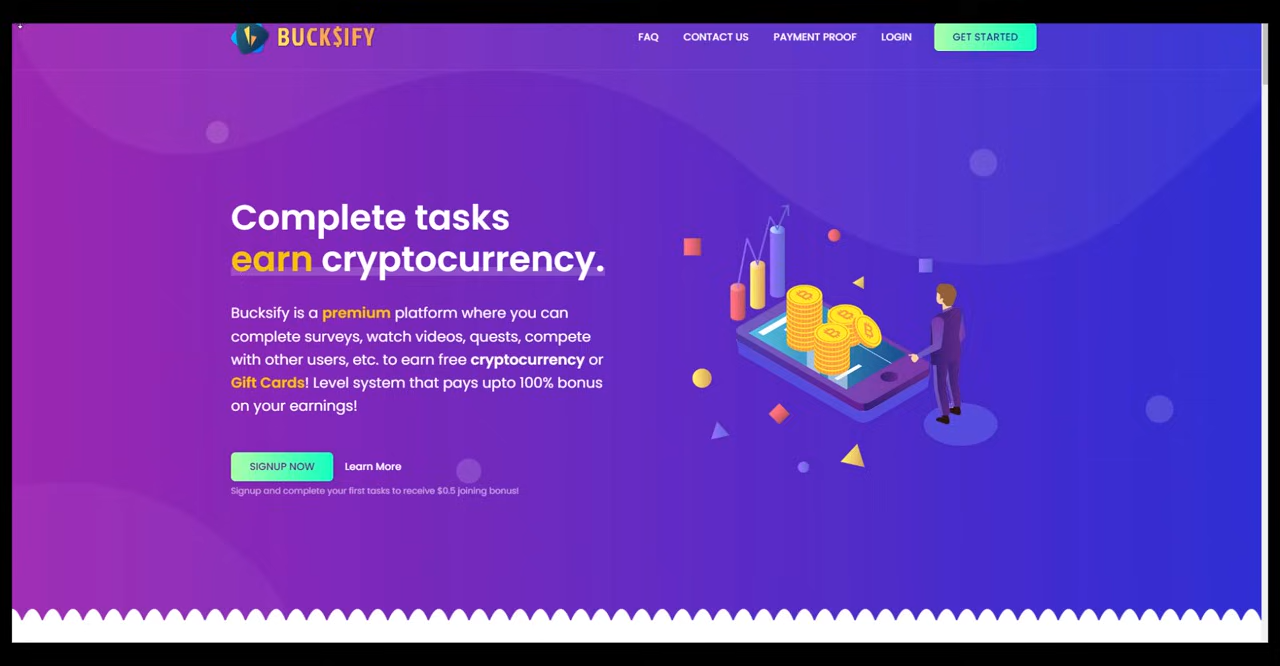 BUCK$IFY
FAQ CONTACT US PAYMENT PROOF LOGIN GET STARTED
Complete tasks
earn cryptocurrency.
Bucksify is a premium platform where you can
complete surveys, watch videos, quests, compete
with other users, etc. to earn free cryptocurrency or
Gift Cards! Level system that pays upto 100% bonus
on your earnings!
SIGNUP NOW Learn More
Signup and complete your first tasks to receive $0.5 joining bonus!